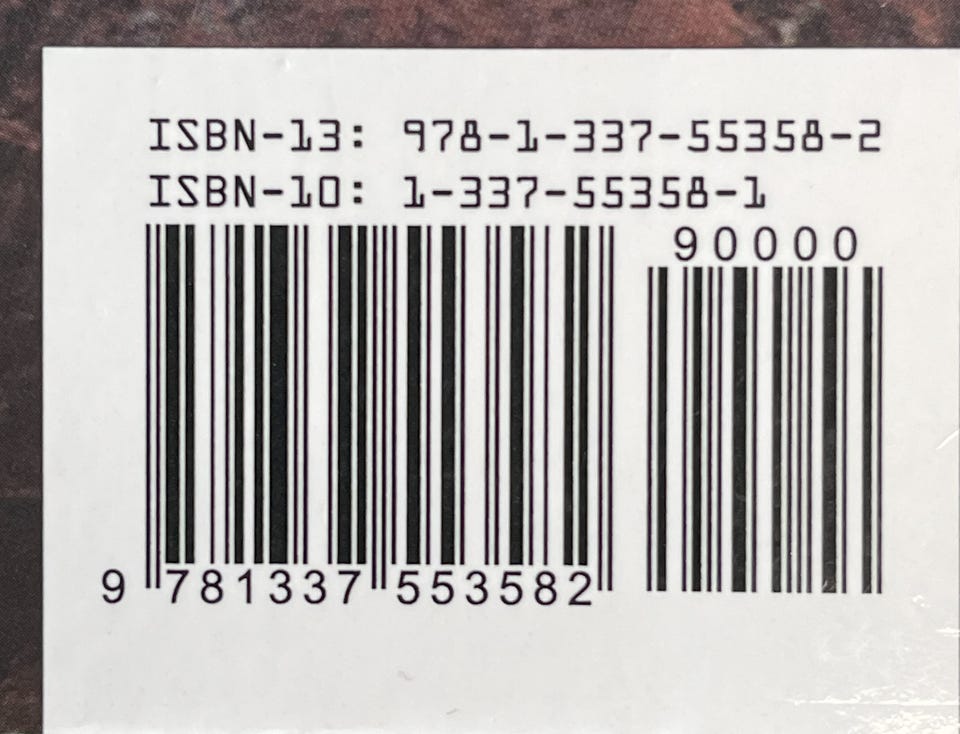 ISBN-13: 978-1-337-55358-2
ISBN-10: 1-337-55358-1
90000
9 781337 553582